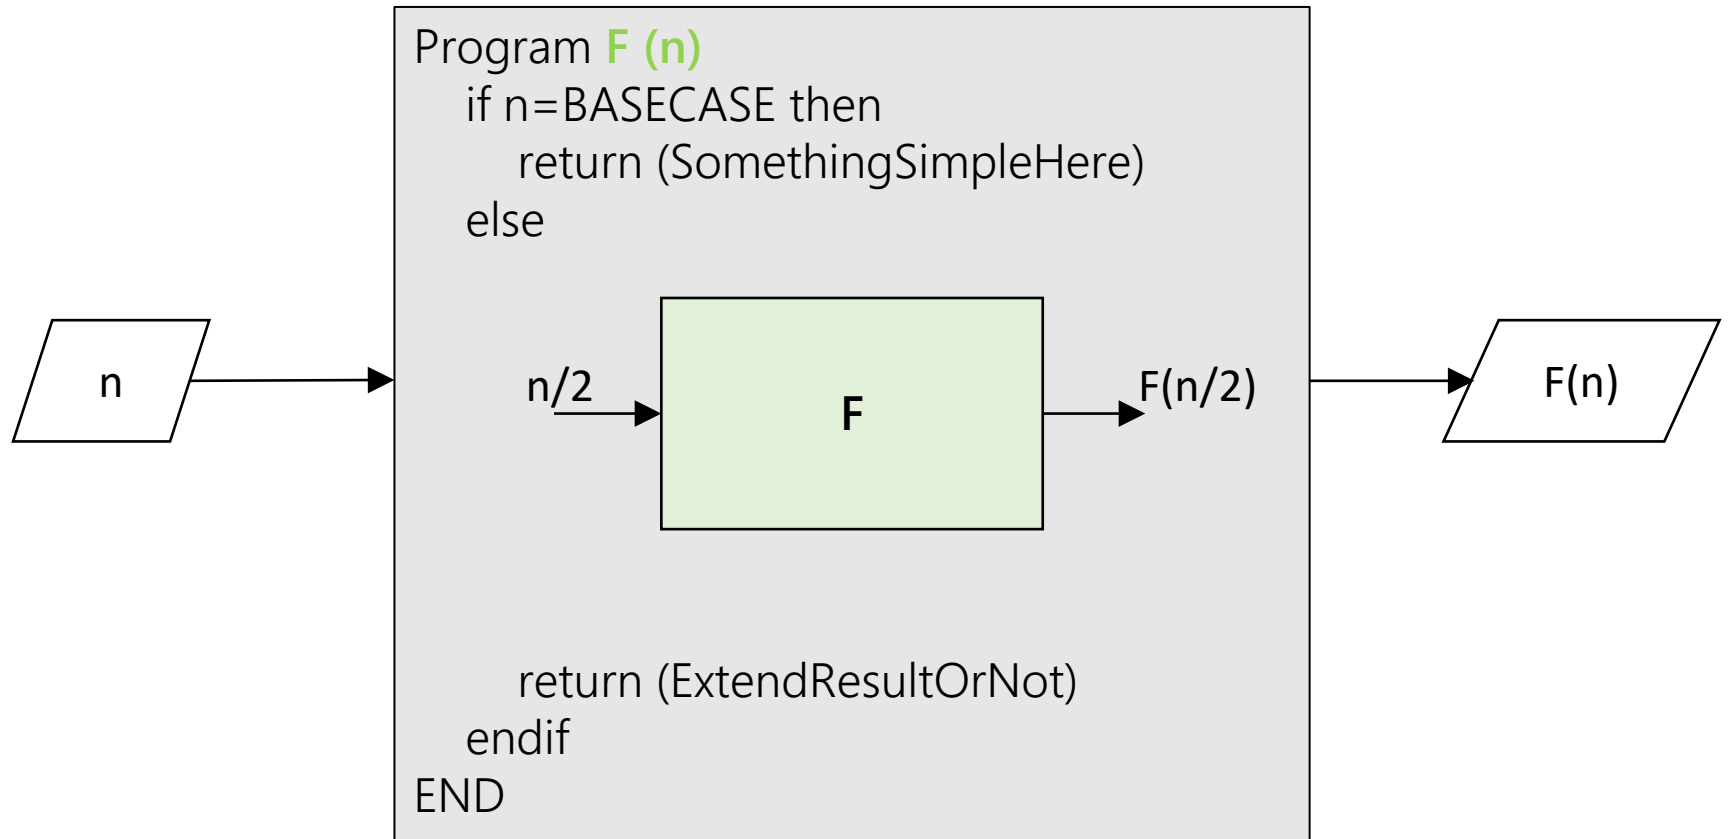 Program F (n)
if n=BASECASE then
return (SomethingSimpleHere)
else
n
n/2
F
F(n/2)
F(n)
return (ExtendResultOrNot)
endif
END